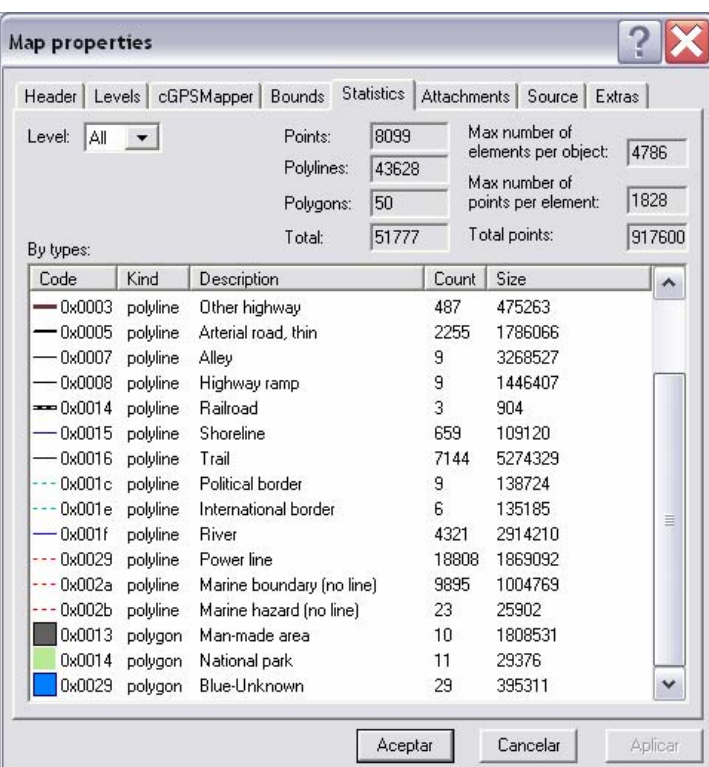 Map properties
Header Levels cGPSMapper Bounds Statistics Attachments Source Extras
Level: All
Points: 8099
Polylines: 43628
Polygons: 50
Total: 51777
Max number of elements per object: 4786
Max number of points per element: 1828
Total points: 917600
By types:
Code Kind Description Count Size
0x0003 polyline Other highway 487 475263
0x0005 polyline Arterial road, thin 2255 1786066
0x0007 polyline Alley 9 3268527
0x0008 polyline Highway ramp 9 1446407
0x0014 polyline Railroad 3 904
0x0015 polyline Shoreline 659 109120
0x0016 polyline Trail 7144 5274329
0x001c polyline Political border 9 138724
0x001e polyline International border 6 135185
0x001f polyline River 4321 2914210
0x0029 polyline Power line 18808 1869092
0x002a polyline Marine boundary (no line) 9895 1004769
0x002b polyline Marine hazard (no line) 23 25902
0x0013 polygon Man-made area 10 1808531
0x0014 polygon National park 11 29376
0x0029 polygon Blue-Unknown 29 395311
Aceptar Cancelar Aplicar